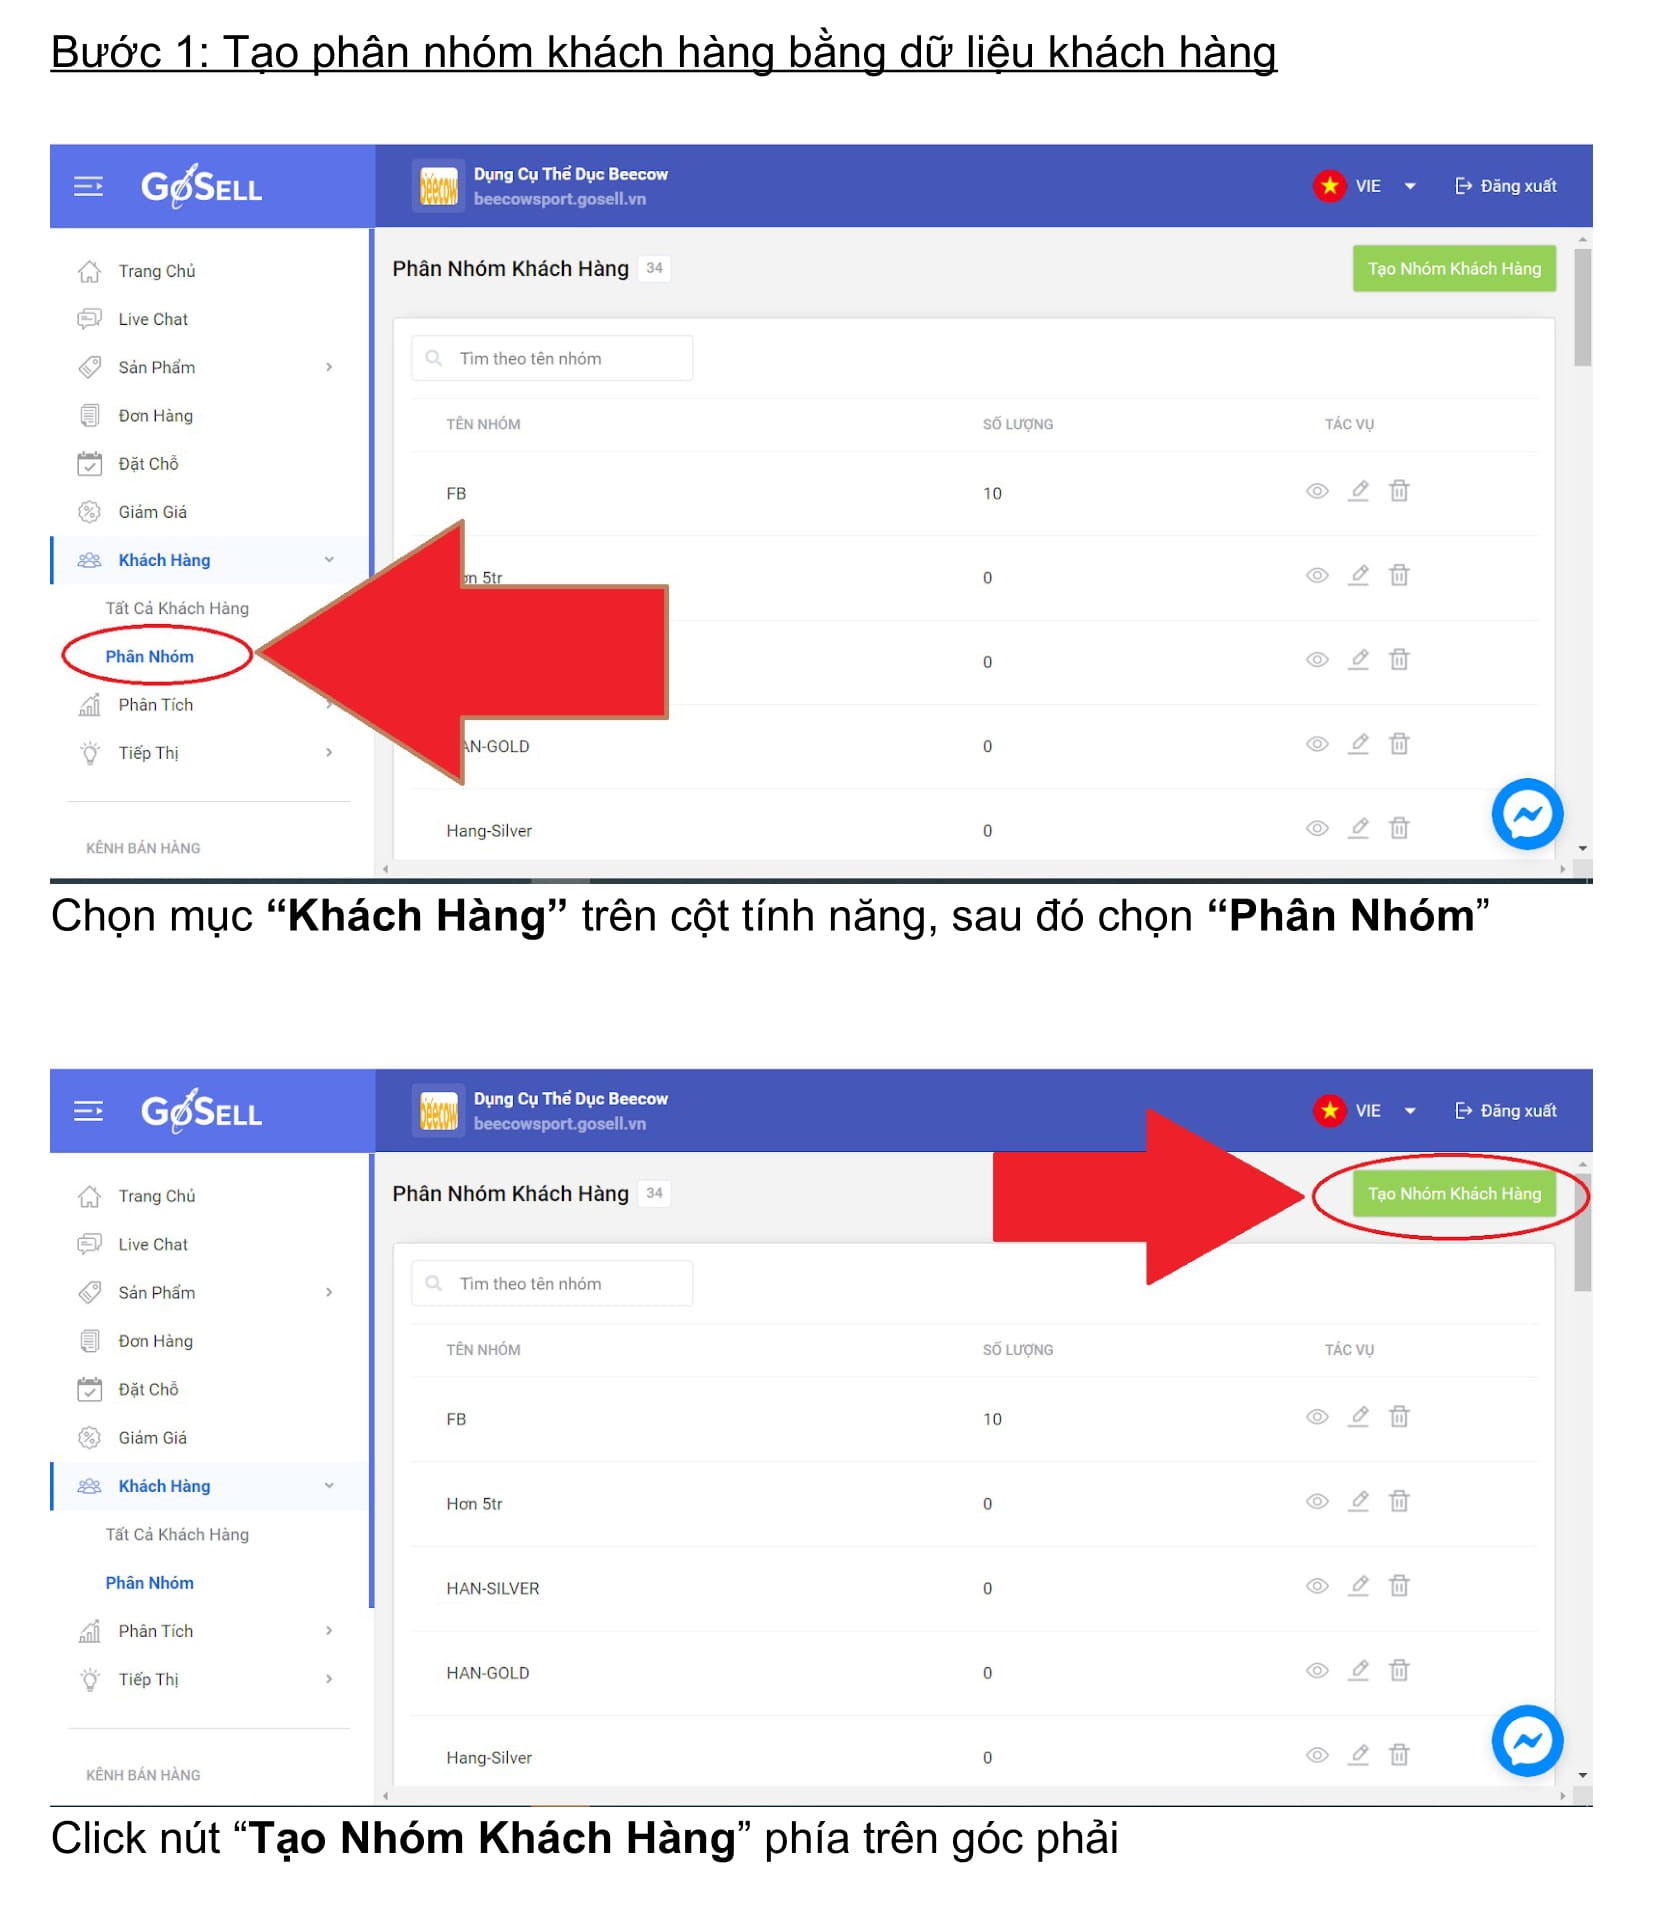 Bước 1: Tạo phân nhóm khách hàng bằng dữ liệu khách hàng
GoSELL
beecow
Dụng Cụ Thể Dục Beecow
beecowsport.gosell.vn
VIE
Đăng xuất
Trang Chủ
Live Chat
Sản Phẩm
Đơn Hàng
Đặt Chỗ
Giảm Giá
Khách Hàng
Tất Cả Khách Hàng
Phân Nhóm
Phân Tích
Tiếp Thị
KÊNH BÁN HÀNG
Phân Nhóm Khách Hàng 34
Tạo Nhóm Khách Hàng
Tìm theo tên nhóm
TÊN NHÓM SỐ LƯỢNG TÁC VỤ
FB 10
5tr 0
0
AN-GOLD 0
Hang-Silver 0
Chọn mục “Khách Hàng” trên cột tính năng, sau đó chọn “Phân Nhóm”
GoSELL
beecow
Dụng Cụ Thể Dục Beecow
beecowsport.gosell.vn
VIE
Đăng xuất
Trang Chủ
Live Chat
Sản Phẩm
Đơn Hàng
Đặt Chỗ
Giảm Giá
Khách Hàng
Tất Cả Khách Hàng
Phân Nhóm
Phân Tích
Tiếp Thị
KÊNH BÁN HÀNG
Phân Nhóm Khách Hàng 34
Tạo Nhóm Khách Hàng
Tìm theo tên nhóm
TÊN NHÓM SỐ LƯỢNG TÁC VỤ
FB 10
Hơn 5tr 0
HAN-SILVER 0
HAN-GOLD 0
Hang-Silver 0
Click nút “Tạo Nhóm Khách Hàng” phía trên góc phải